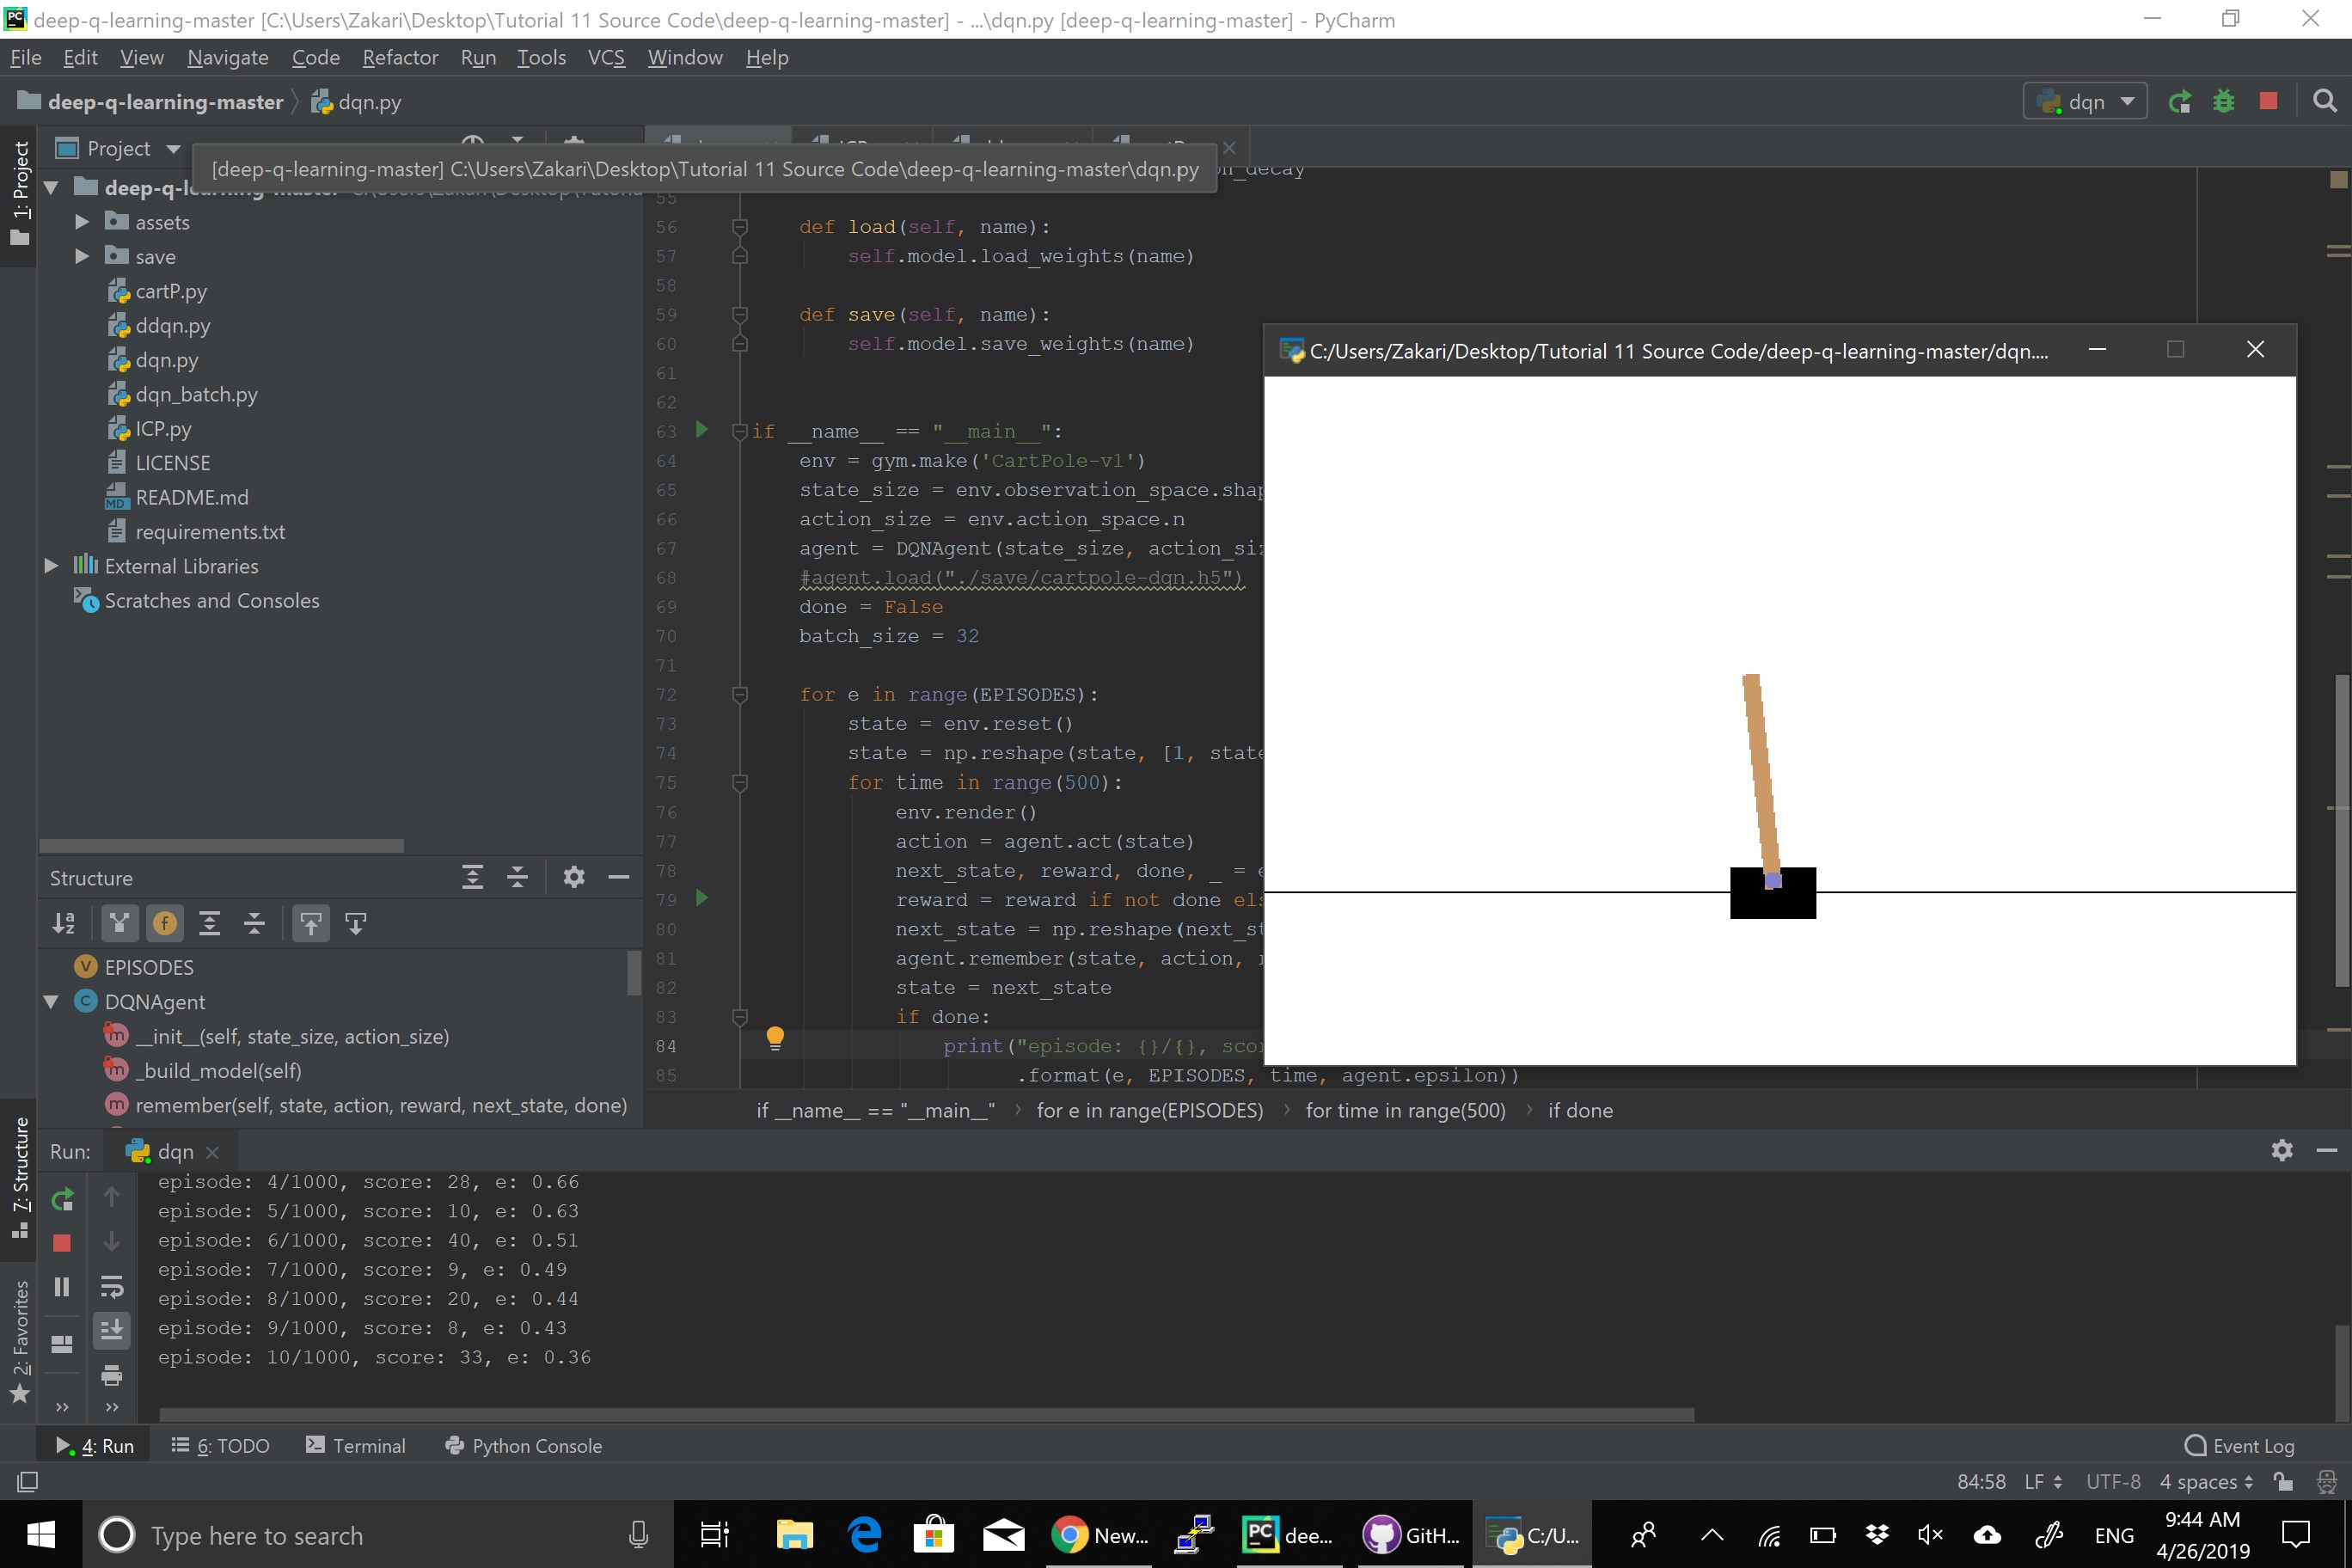 deep-q-learning-master [C:\Users\Zakari\Desktop\Tutorial 11 Source Code\deep-q-learning-master] - ...\dqn.py [deep-q-learning-master] - PyCharm
File Edit View Navigate Code Refactor Run Tools VCS Window Help
deep-q-learning-master dqn.py
dqn
1: Project
Project
[deep-q-learning-master] C:\Users\Zakari\Desktop\Tutorial 11 Source Code\deep-q-learning-master\dqn.py
assets
save
cartP.py
ddqn.py
dqn.py
dqn_batch.py
ICP.py
LICENSE
README.md
requirements.txt
External Libraries
Scratches and Consoles
55
56 def load(self, name):
57 self.model.load_weights(name)
58
59 def save(self, name):
60 self.model.save_weights(name)
61
62
63 if __name__ == "__main__":
64 env = gym.make('CartPole-v1')
65 state_size = env.observation_space.shap
66 action_size = env.action_space.n
67 agent = DQNAgent(state_size, action_siz
68 #agent.load("./save/cartpole-dqn.h5")
69 done = False
70 batch_size = 32
71
72 for e in range(EPISODES):
73 state = env.reset()
74 state = np.reshape(state, [1, state
75 for time in range(500):
76 env.render()
77 action = agent.act(state)
78 next_state, reward, done, _ = e
79 reward = reward if not done els
80 next_state = np.reshape(next_st
81 agent.remember(state, action, r
82 state = next_state
83 if done:
84 print("episode: {}/{}, scor
85 .format(e, EPISODES, time, agent.epsilon))
if __name__ == "__main__" › for e in range(EPISODES) › for time in range(500) › if done
C:/Users/Zakari/Desktop/Tutorial 11 Source Code/deep-q-learning-master/dqn....
Structure
EPISODES
DQNAgent
__init__(self, state_size, action_size)
_build_model(self)
remember(self, state, action, reward, next_state, done)
7: Structure
2: Favorites
Run: dqn
episode: 4/1000, score: 28, e: 0.66
episode: 5/1000, score: 10, e: 0.63
episode: 6/1000, score: 40, e: 0.51
episode: 7/1000, score: 9, e: 0.49
episode: 8/1000, score: 20, e: 0.44
episode: 9/1000, score: 8, e: 0.43
episode: 10/1000, score: 33, e: 0.36
4: Run 6: TODO Terminal Python Console Event Log
84:58 LF UTF-8 4 spaces
Type here to search New... dee... GitH... C:/U... ENG
9:44 AM
4/26/2019